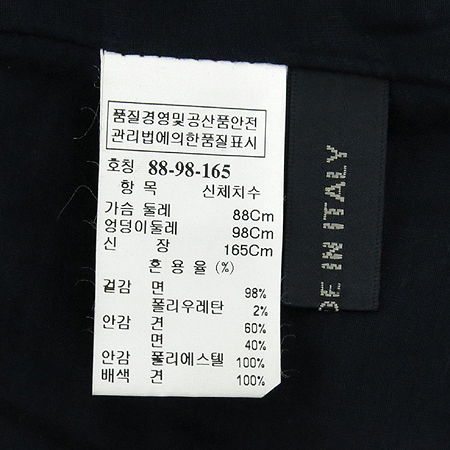 품질경영및공산품안전
관리법에의한품질표시
호칭 88-98-165
항 목 신체치수
가슴 둘레 88Cm
엉덩이둘레 98Cm
신 장 165Cm
혼 용 율 (%)
겉감 면 98%
폴리우레탄 2%
안감 견 60%
면 40%
안감 폴리에스텔 100%
배색 견 100%
DE IN ITALY